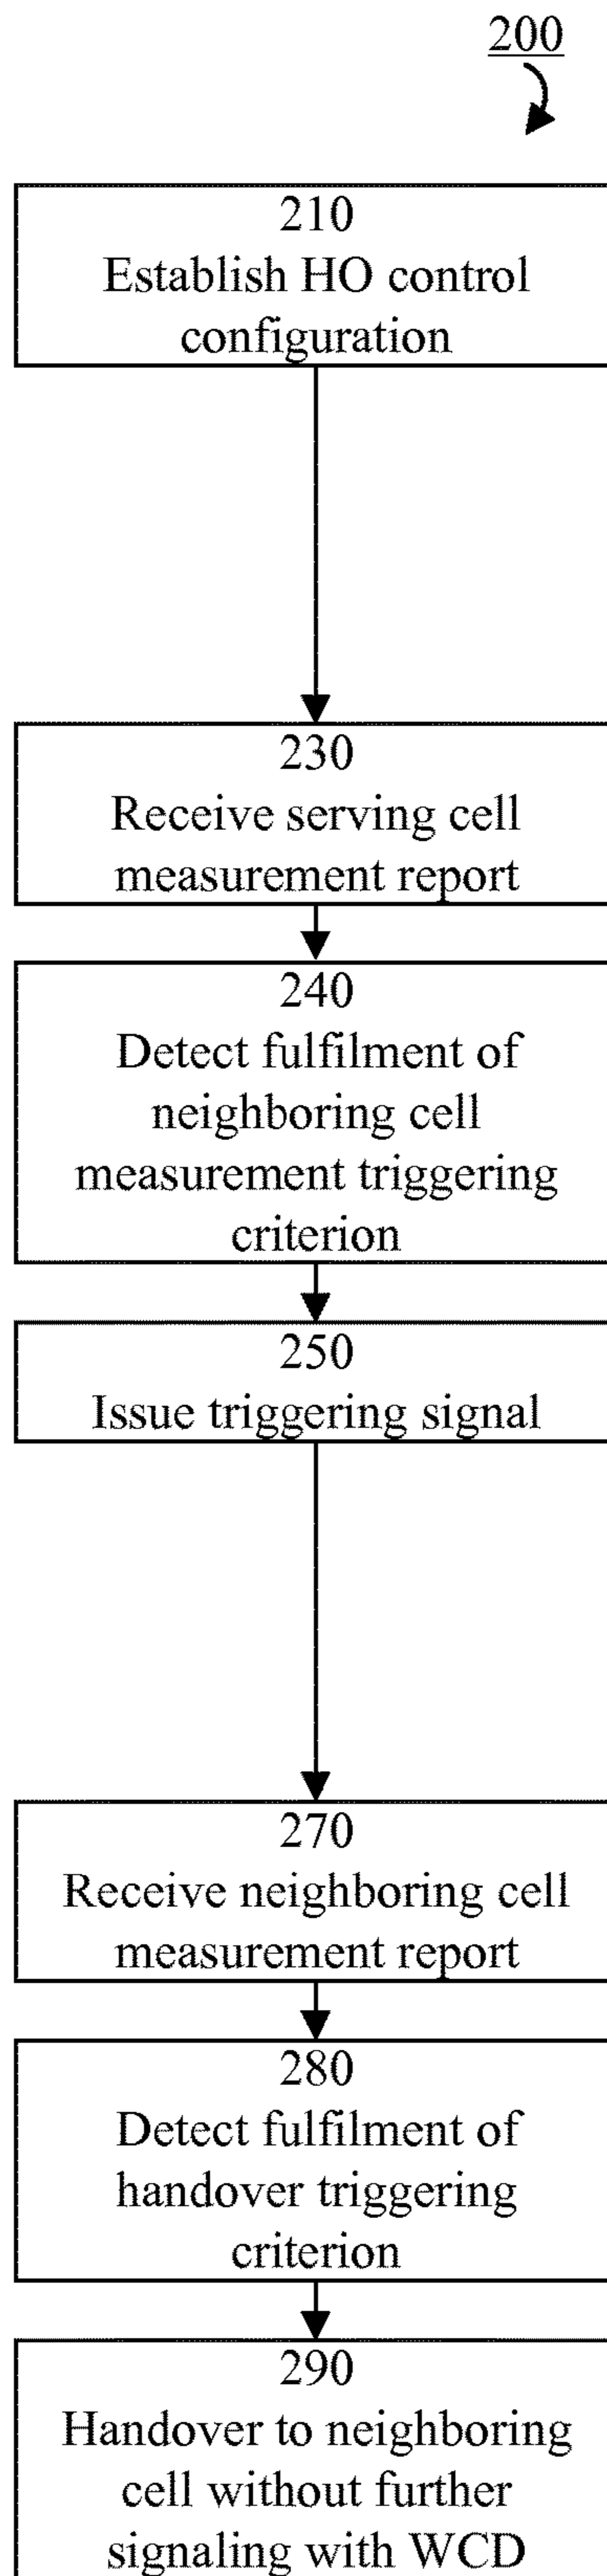 200
210
Establish HO control
configuration
230
Receive serving cell
measurement report
240
Detect fulfilment of
neighboring cell
measurement triggering
criterion
250
Issue triggering signal
270
Receive neighboring cell
measurement report
280
Detect fulfilment of
handover triggering
criterion
290
Handover to neighboring
cell without further
signaling with WCD